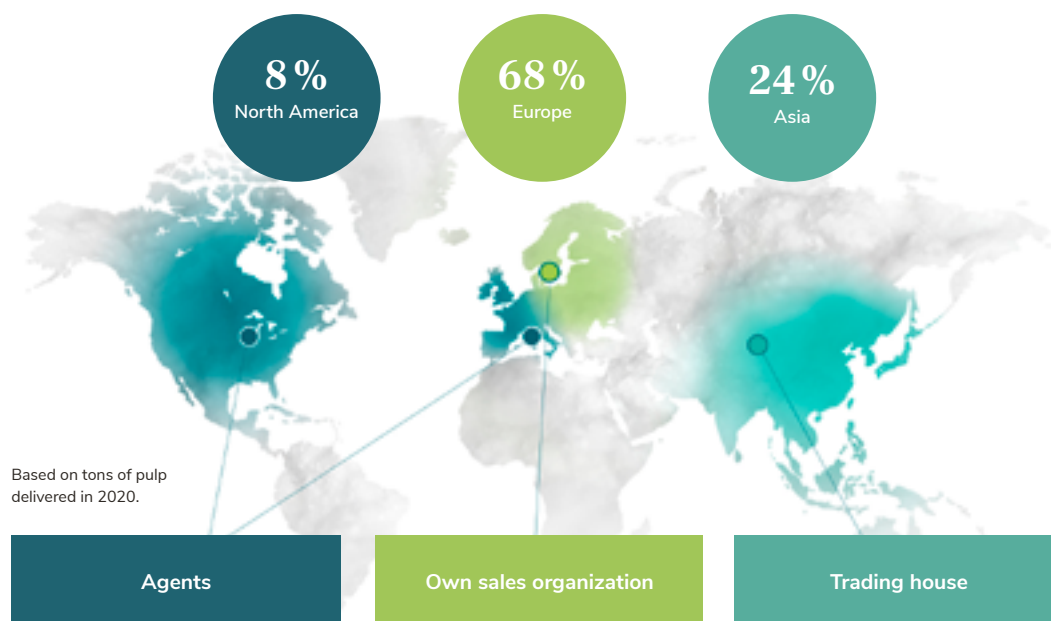 8 %
North America
68 %
Europe
24 %
Asia
Based on tons of pulp
delivered in 2020.
Agents
Own sales organization
Trading house